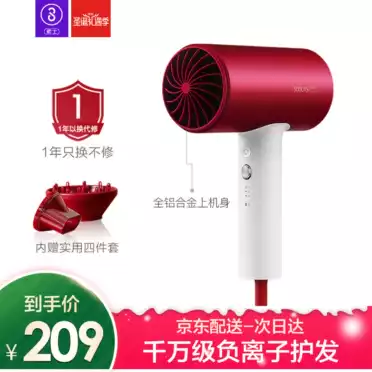 素士
圣诞礼遇季
1
1年以换代修
1年只换不修
内赠实用四件套
全铝合金上机身
到手价
¥209
京东配送-次日达
千万级负离子护发